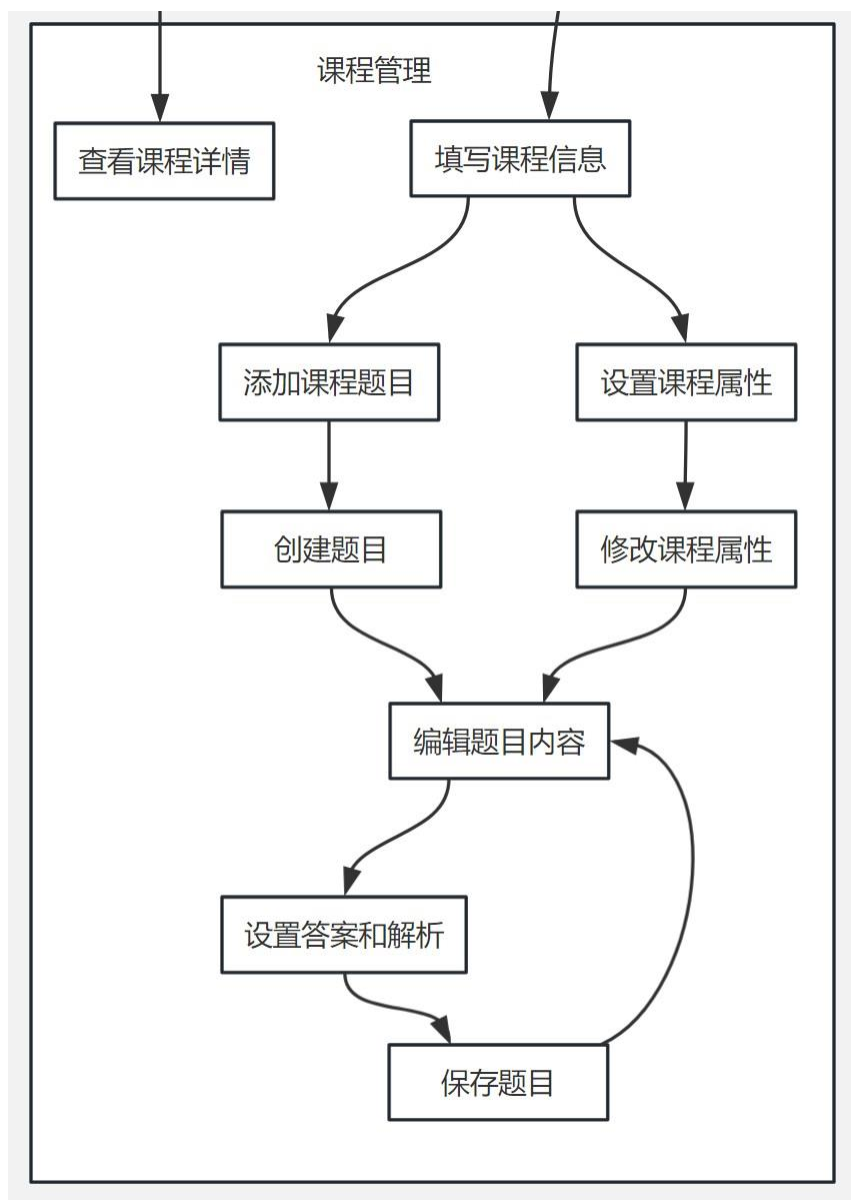 课程管理
查看课程详情
填写课程信息
添加课程题目
设置课程属性
创建题目
修改课程属性
编辑题目内容
设置答案和解析
保存题目